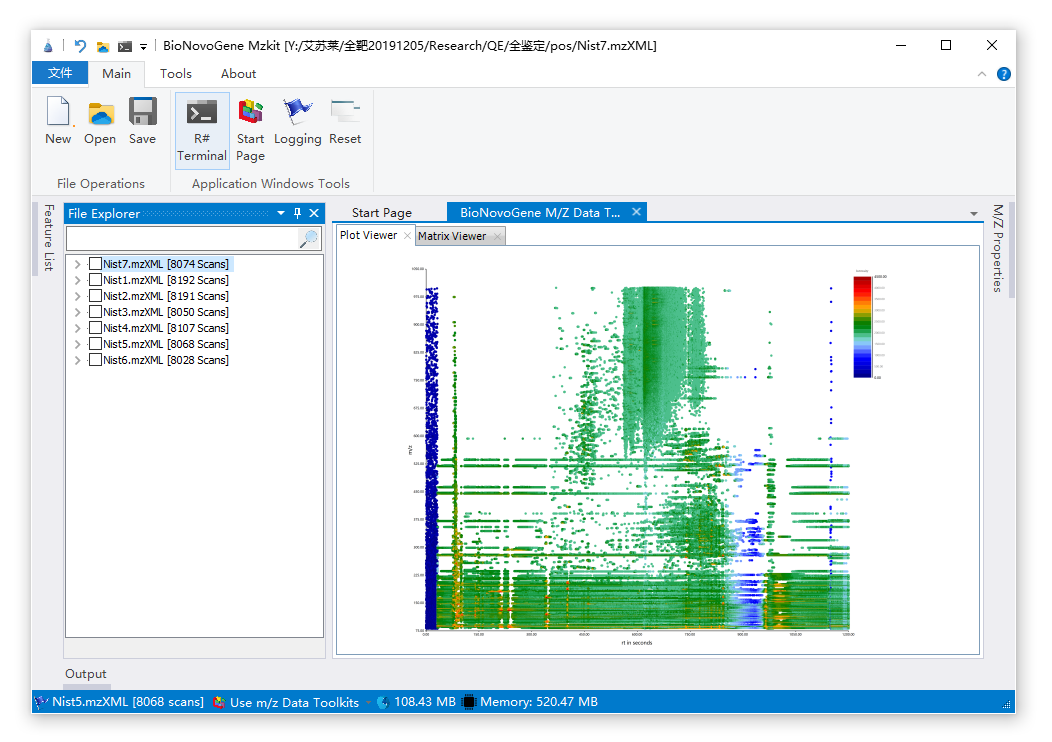 BioNovoGene Mzkit [Y:/艾苏莱/全靶20191205/Research/QE/全鉴定/pos/Nist7.mzXML]
文件 Main Tools About
New Open Save R# Terminal Start Page Logging Reset
File Operations Application Windows Tools
Feature List
File Explorer
Nist7.mzXML [8074 Scans]
Nist1.mzXML [8192 Scans]
Nist2.mzXML [8191 Scans]
Nist3.mzXML [8050 Scans]
Nist4.mzXML [8107 Scans]
Nist5.mzXML [8068 Scans]
Nist6.mzXML [8028 Scans]
Start Page BioNovoGene M/Z Data T...
Plot Viewer Matrix Viewer
m/z
rt in seconds
M/Z Properties
Output
Nist5.mzXML [8068 scans] Use m/z Data Toolkits 108.43 MB Memory: 520.47 MB